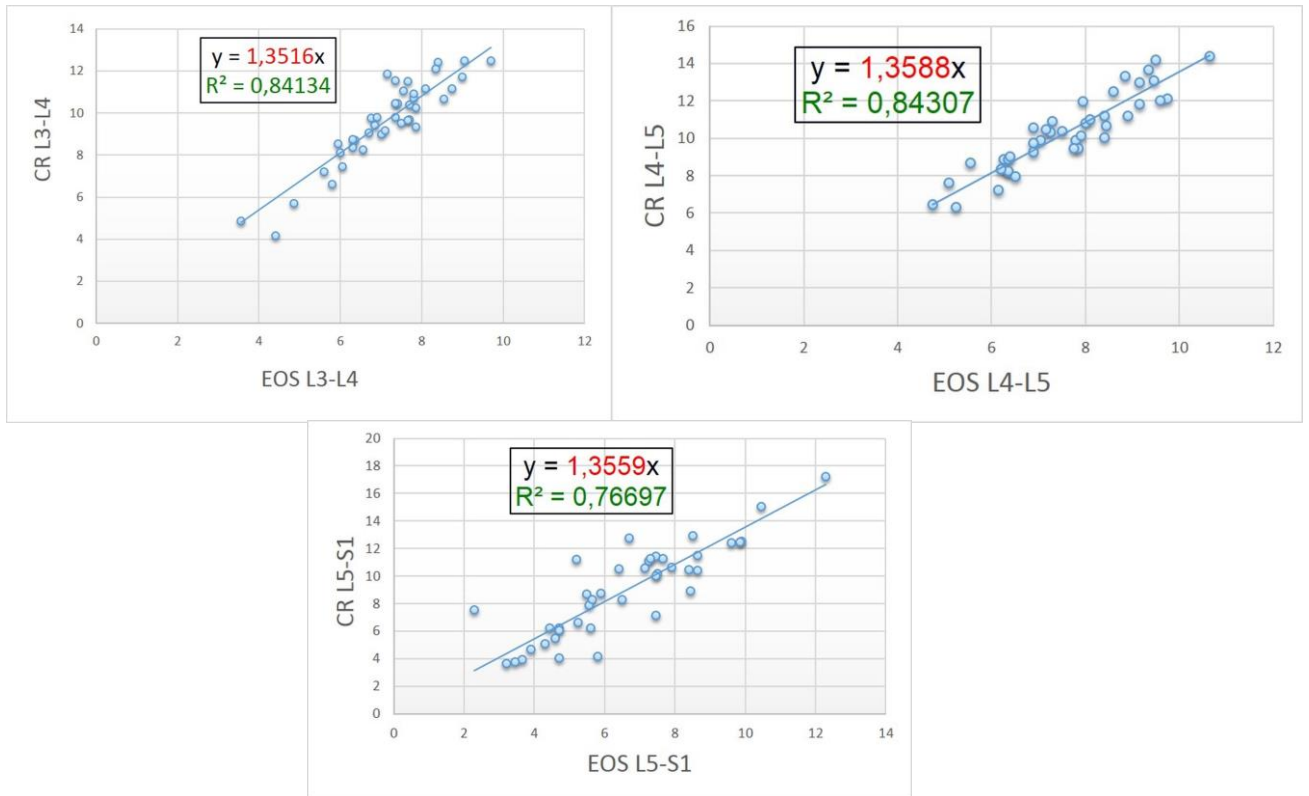 y = 1,3516x
R² = 0,84134
CR L3-L4
14
12
10
8
6
4
2
0
0 2 4 6 8 10 12
EOS L3-L4
y = 1,3588x
R² = 0,84307
CR L4-L5
16
14
12
10
8
6
4
2
0
0 2 4 6 8 10 12
EOS L4-L5
y = 1,3559x
R² = 0,76697
CR L5-S1
20
18
16
14
12
10
8
6
4
2
0
0 2 4 6 8 10 12 14
EOS L5-S1